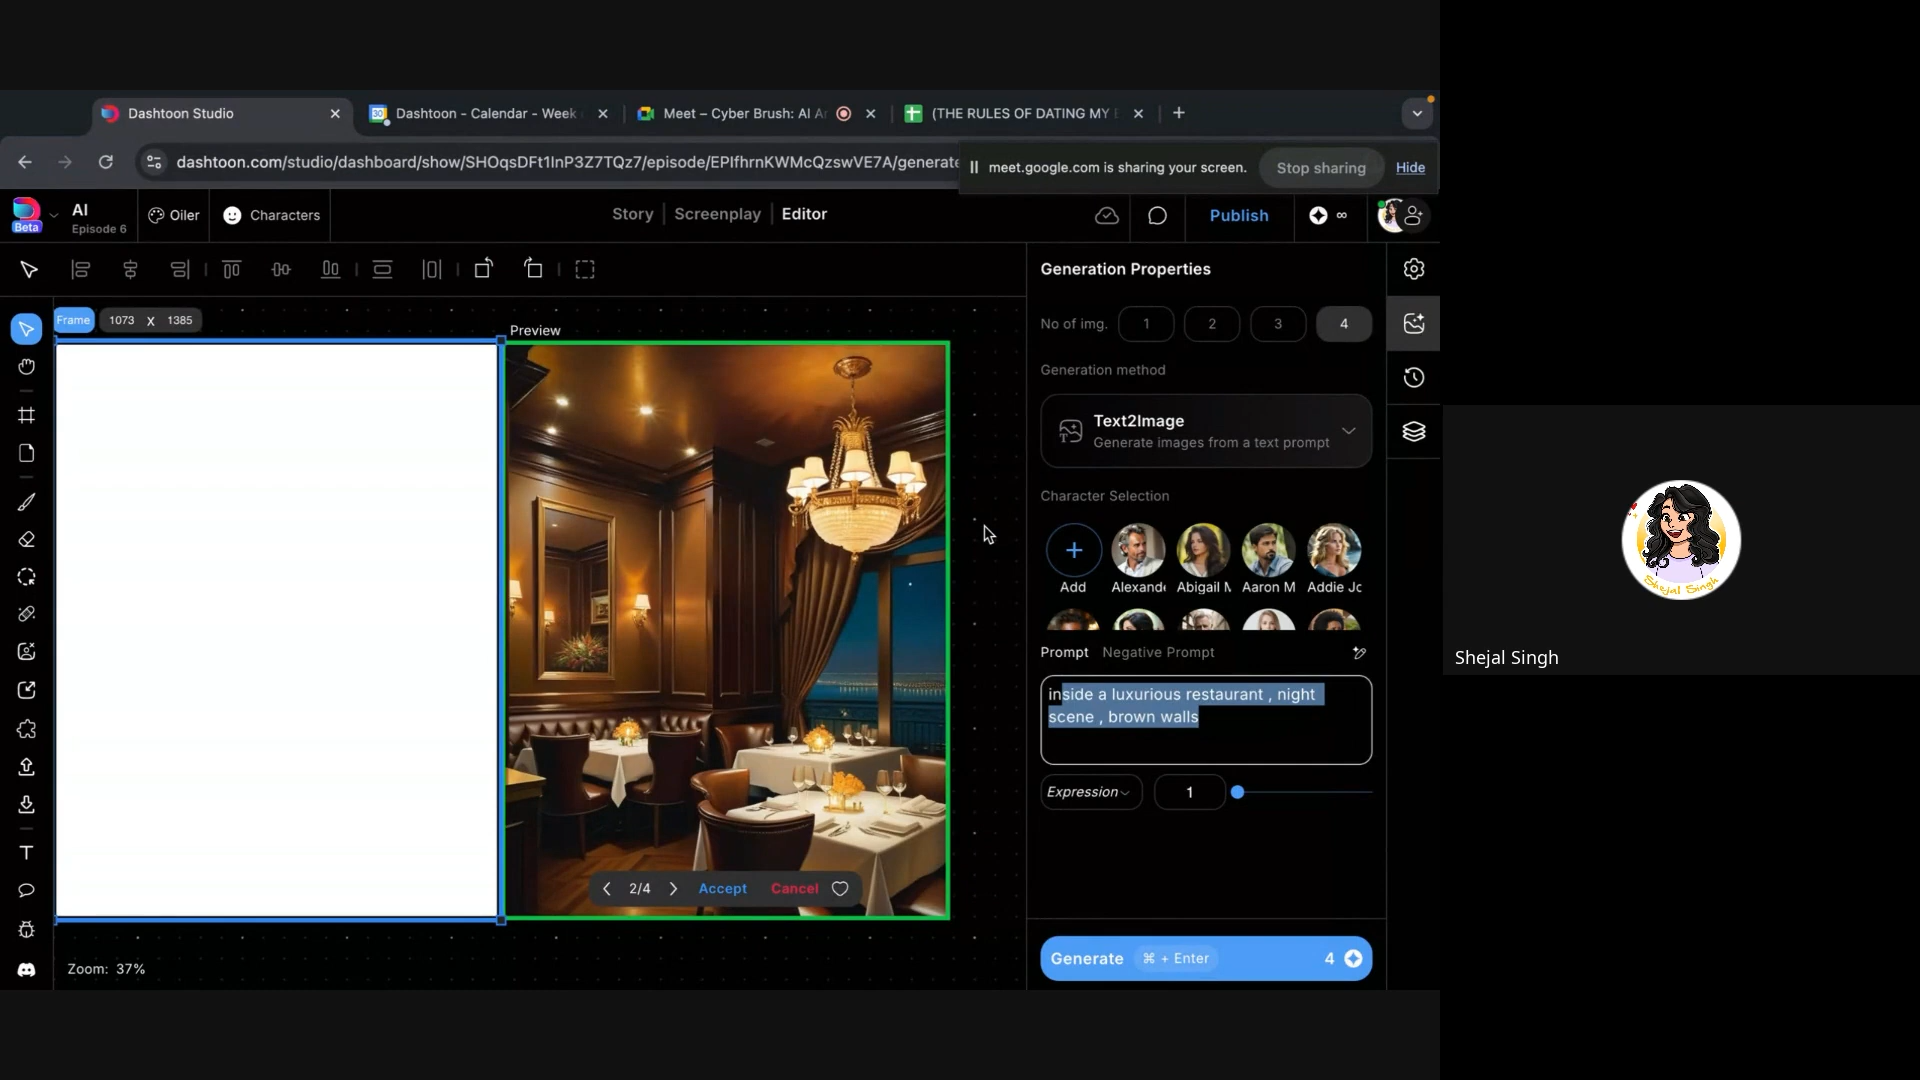 Dashtoon Studio
Dashtoon - Calendar - Week
Meet – Cyber Brush: AI A
(THE RULES OF DATING MY
dashtoon.com/studio/dashboard/show/SHOqsDFt1lnP3Z7TQz7/episode/EPIfhrnKWMcQzswVE7A/generate
meet.google.com is sharing your screen.
Stop sharing
Hide
Beta
AI
Episode 6
Oiler
Characters
Story
Screenplay
Editor
Publish
∞
Frame
1073 X 1385
Preview
2/4
Accept
Cancel
Zoom: 37%
Generation Properties
No of img.
1
2
3
4
Generation method
Text2Image
Generate images from a text prompt
Character Selection
Add
Alexand
Abigail
Aaron M
Addie Jc
Prompt
Negative Prompt
inside a luxurious restaurant , night
scene , brown walls
Expression
1
Generate
⌘ + Enter
4
Shejal Singh
Shejal Singh